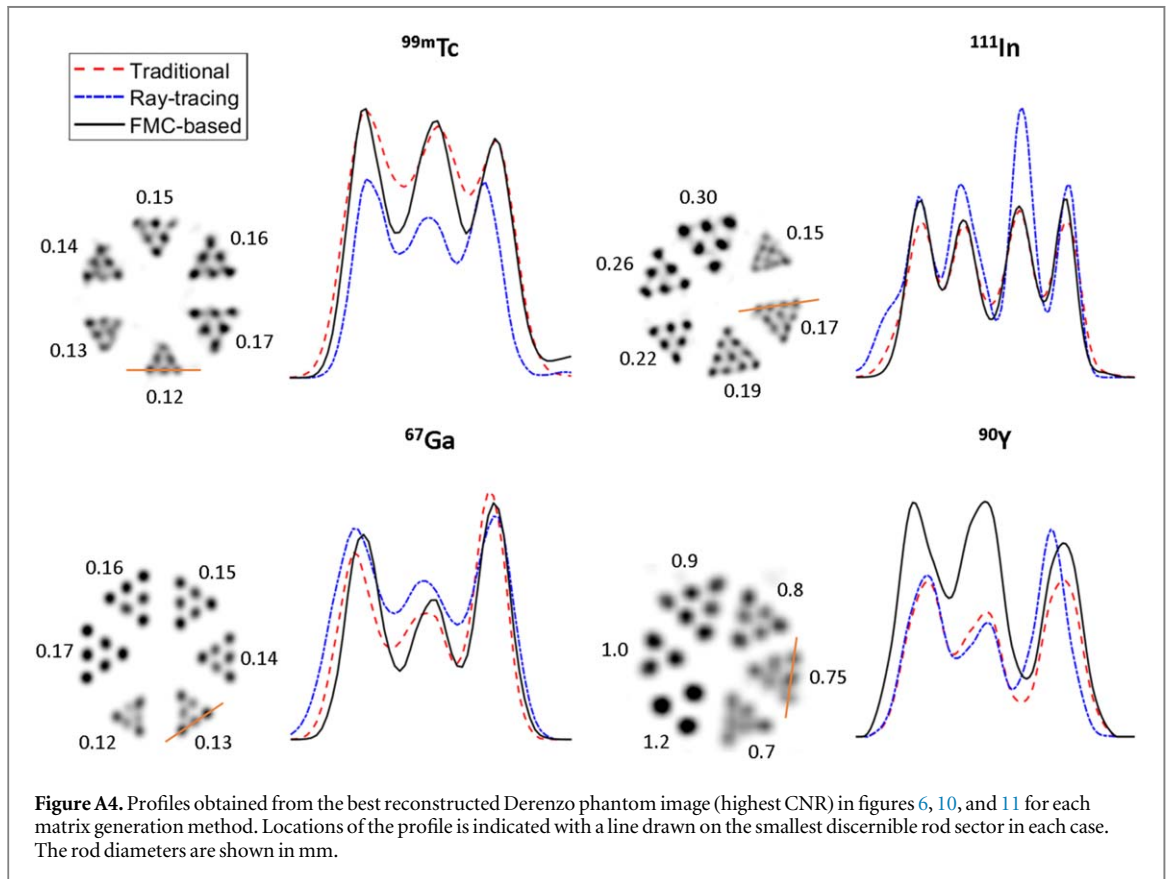 ⁹⁹ᵐTc
Traditional
Ray-tracing
FMC-based
0.15
0.14
0.16
0.13
0.17
0.12
¹¹¹In
0.30
0.15
0.26
0.17
0.22
0.19
⁶⁷Ga
0.16
0.15
0.17
0.14
0.12
0.13
⁹⁰Y
0.9
0.8
1.0
0.75
1.2
0.7
Figure A4. Profiles obtained from the best reconstructed Derenzo phantom image (highest CNR) in figures 6, 10, and 11 for each
matrix generation method. Locations of the profile is indicated with a line drawn on the smallest discernible rod sector in each case.
The rod diameters are shown in mm.